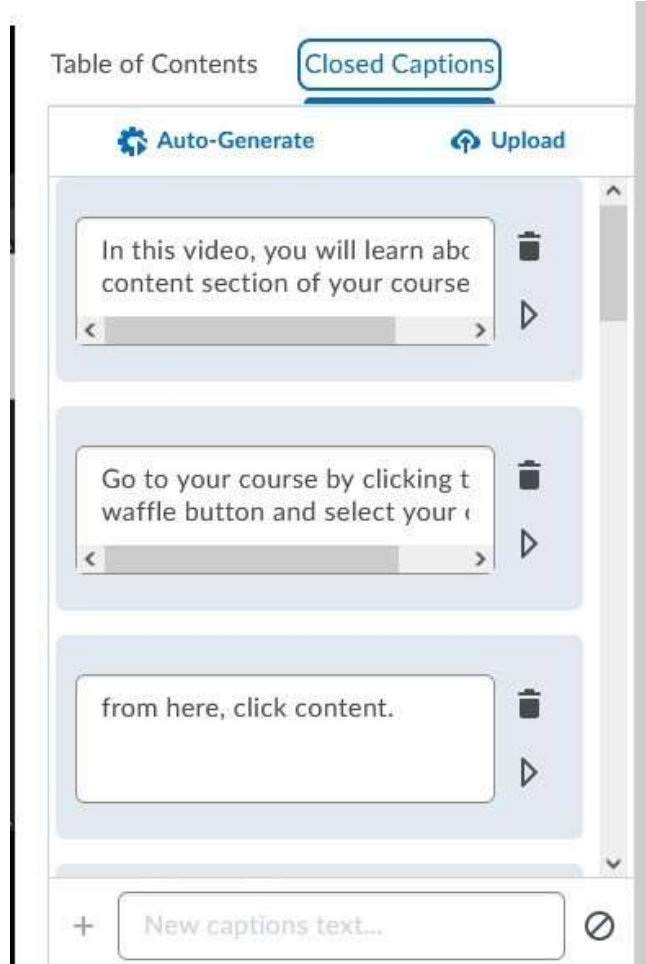 Table of Contents Closed Captions
Auto-Generate Upload
In this video, you will learn
content section of your course
Go to your course by clicking
waffle button and select your
from here, click content.
New captions text...